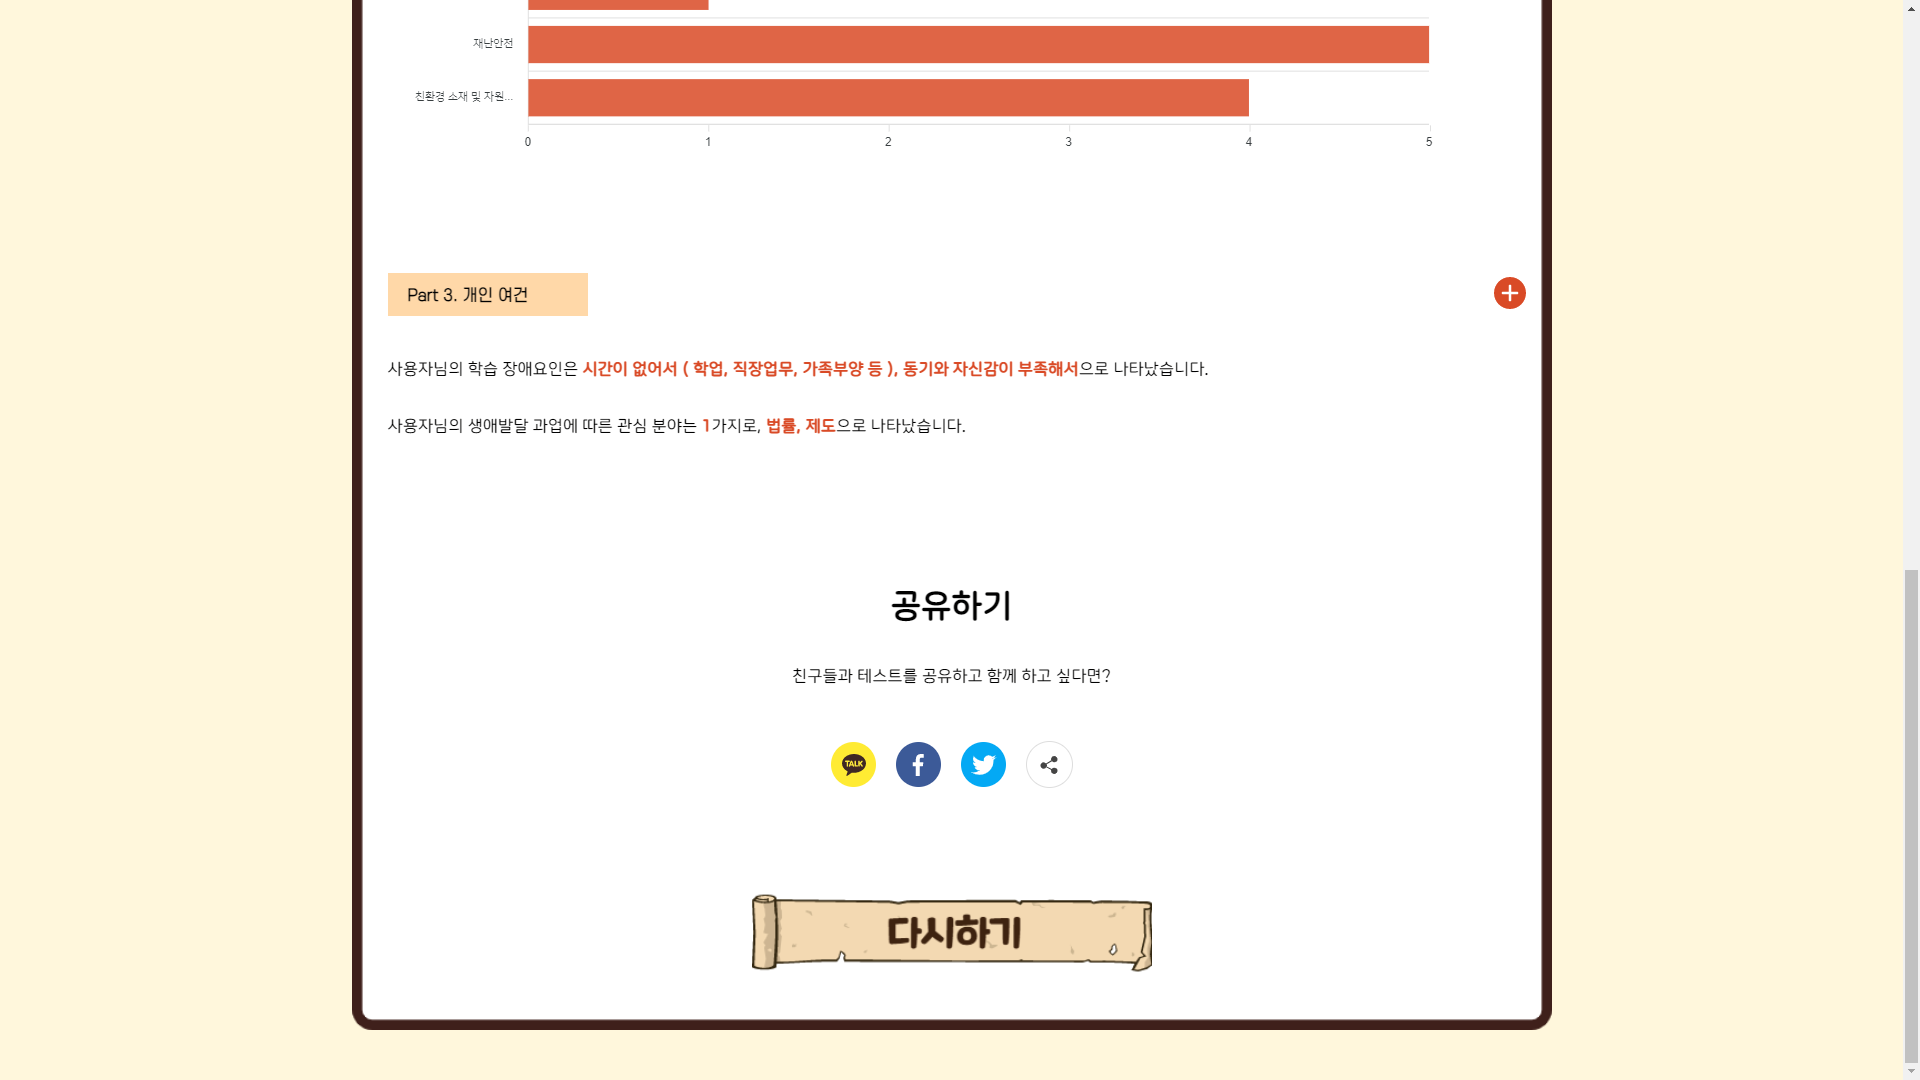 재난안전
친환경 소재 및 자원...
0 1 2 3 4 5
Part 3. 개인 여건
사용자님의 학습 장애요인은 시간이 없어서 ( 학업, 직장업무, 가족부양 등 ), 동기와 자신감이 부족해서으로 나타났습니다.
사용자님의 생애발달 과업에 따른 관심 분야는 1가지로, 법률, 제도으로 나타났습니다.
공유하기
친구들과 테스트를 공유하고 함께 하고 싶다면?
TALK
다시하기